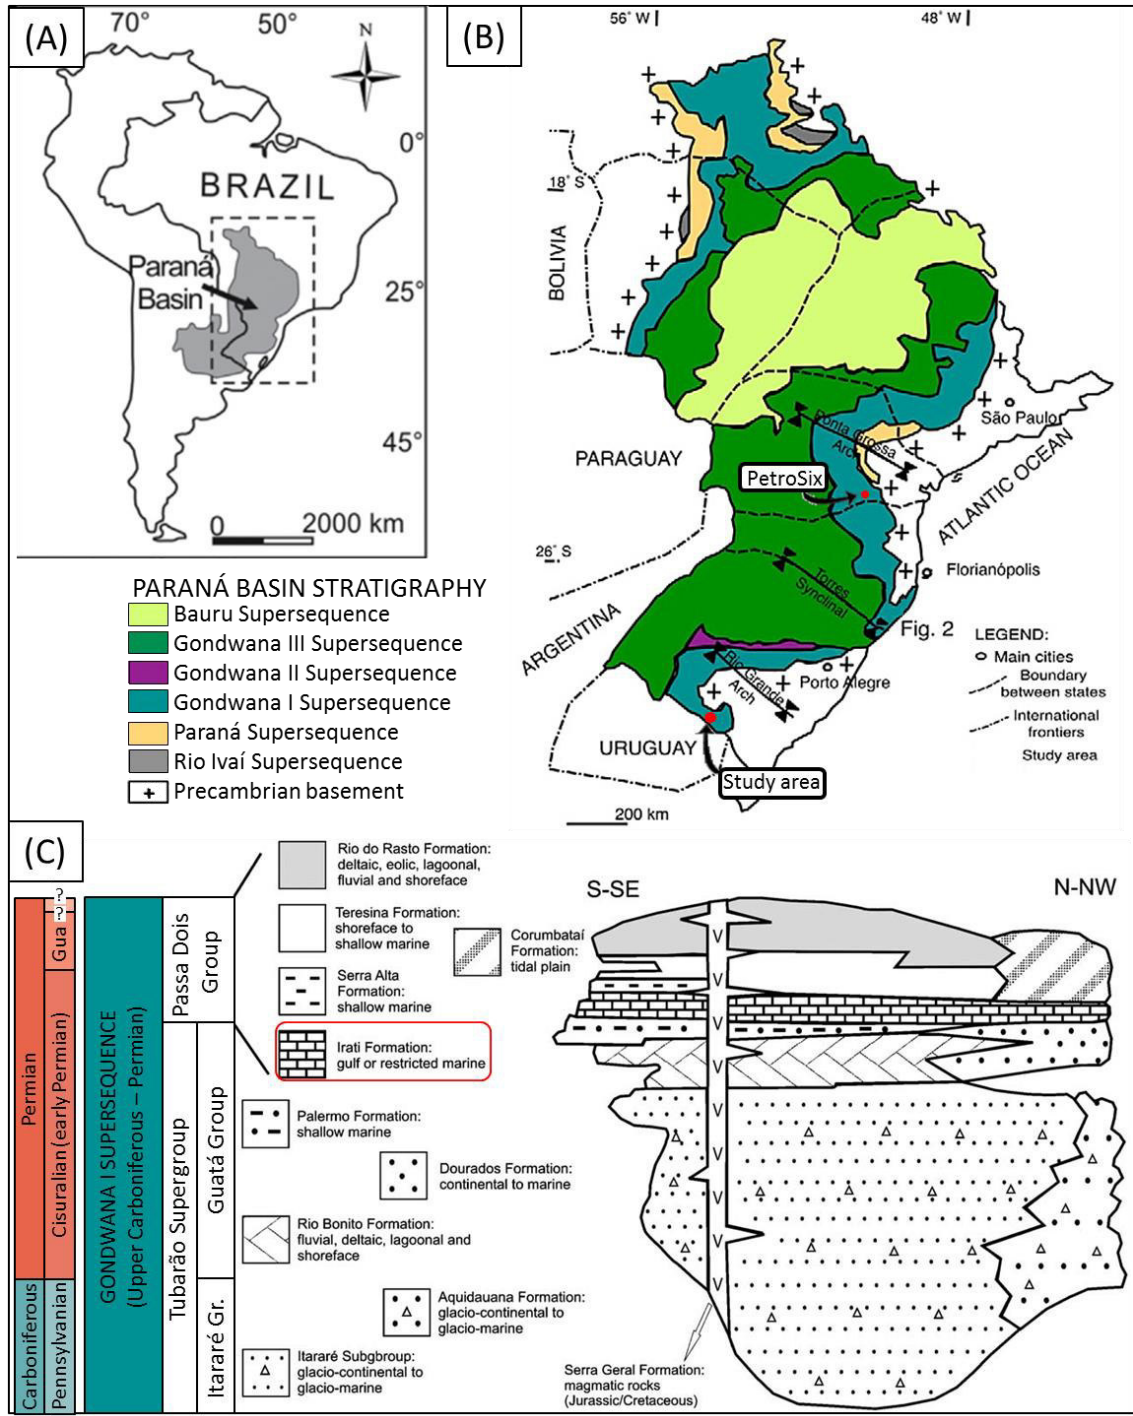 (A)
70°
50°
N
0°
BRAZIL
Paraná
Basin
25°
45°
0
2000 km
(B)
56° W
48° W
18° S
BOLIVIA
São Paulo
Ponta Grossa
Arch
PARAGUAY
PetroSix
ATLANTIC OCEAN
26° S
Florianópolis
Torres
Synclinal
ARGENTINA
Fig. 2
Rio Grande
Arch
Porto Alegre
URUGUAY
Study area
200 km
LEGEND:
Main cities
Boundary
between states
International
frontiers
Study area
PARANÁ BASIN STRATIGRAPHY
Bauru Supersequence
Gondwana III Supersequence
Gondwana II Supersequence
Gondwana I Supersequence
Paraná Supersequence
Rio Ivaí Supersequence
+ Precambrian basement
(C)
Permian
Carboniferous
?
?
Gua
Cisuralian (early Permian)
Pennsylvanian
GONDWANA I SUPERSEQUENCE
(Upper Carboniferous – Permian)
Passa Dois
Group
Tubarão Supergroup
Guatá Group
Itararé Gr.
Rio do Rasto Formation:
deltaic, eolic, lagoonal,
fluvial and shoreface
Teresina Formation:
shoreface to
shallow marine
Corumbataí
Formation:
tidal plain
Serra Alta
Formation:
shallow marine
Irati Formation:
gulf or restricted marine
Palermo Formation:
shallow marine
Dourados Formation:
continental to marine
Rio Bonito Formation:
fluvial, deltaic, lagoonal and
shoreface
Aquidauana Formation:
glacio-continental to
glacio-marine
Itararé Subgbroup:
glacio-continental to
glacio-marine
S-SE
N-NW
V
V
V
V
V
V
V
V
V
Serra Geral Formation:
magmatic rocks
(Jurassic/Cretaceous)